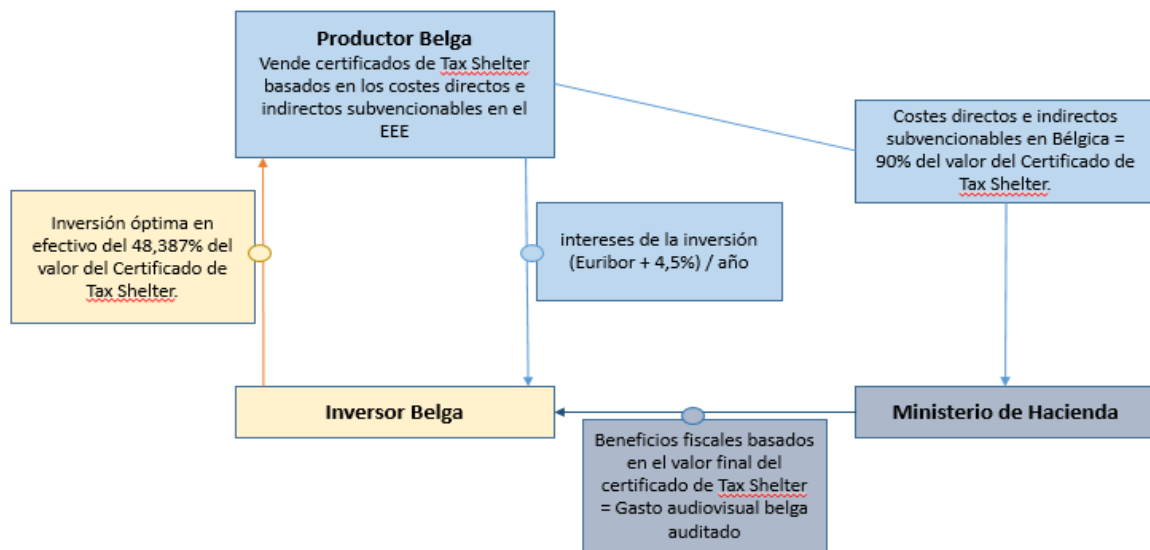 Productor Belga
Vende certificados de Tax Shelter
basados en los costes directos e
indirectos subvencionables en el
EEE
Costes directos e indirectos
subvencionables en Bélgica =
90% del valor del Certificado de
Tax Shelter.
Inversión óptima en
efectivo del 48,387% del
valor del Certificado de
Tax Shelter.
intereses de la inversión
(Euribor + 4,5%) / año
Inversor Belga
Ministerio de Hacienda
Beneficios fiscales basados
en el valor final del
certificado de Tax Shelter
= Gasto audiovisual belga
auditado